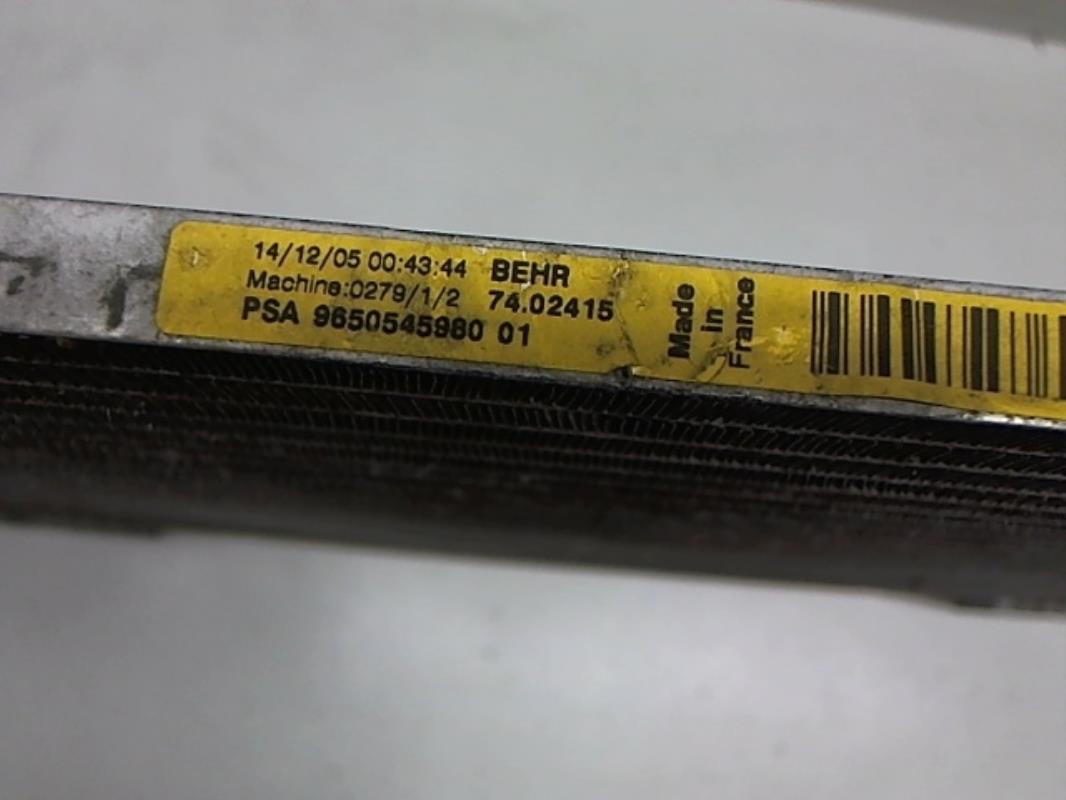 14/12/05 00:43:44 BEHR
Machine:0279/1/2 74.02415
PSA 9650545980 01
Made
in
France